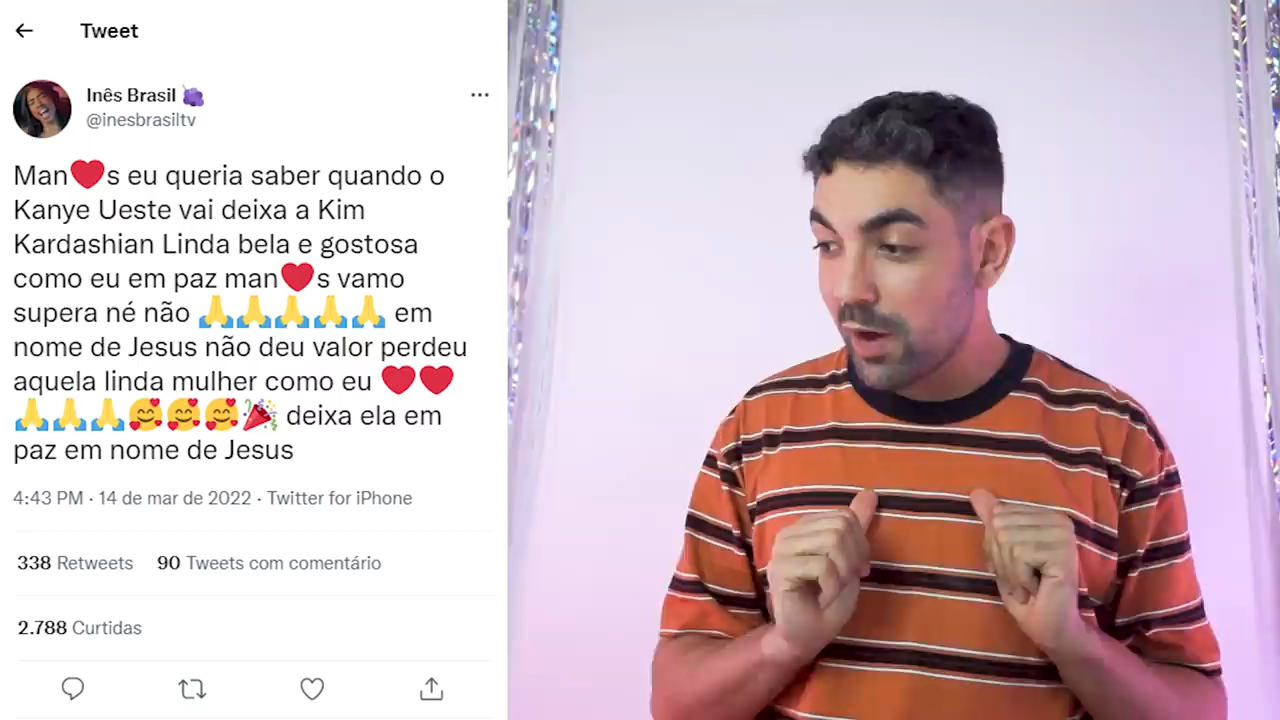 Tweet
Inês Brasil 🍇
@inesbrasiltv
Man❤️s eu queria saber quando o
Kanye Ueste vai deixa a Kim
Kardashian Linda bela e gostosa
como eu em paz man❤️s vamo
supera né não 🙏🙏🙏🙏🙏 em
nome de Jesus não deu valor perdeu
aquela linda mulher como eu ❤️❤️
🙏🙏🙏🥰🥰🥰🎉 deixa ela em
paz em nome de Jesus
4:43 PM · 14 de mar de 2022 · Twitter for iPhone
338 Retweets 90 Tweets com comentário
2.788 Curtidas